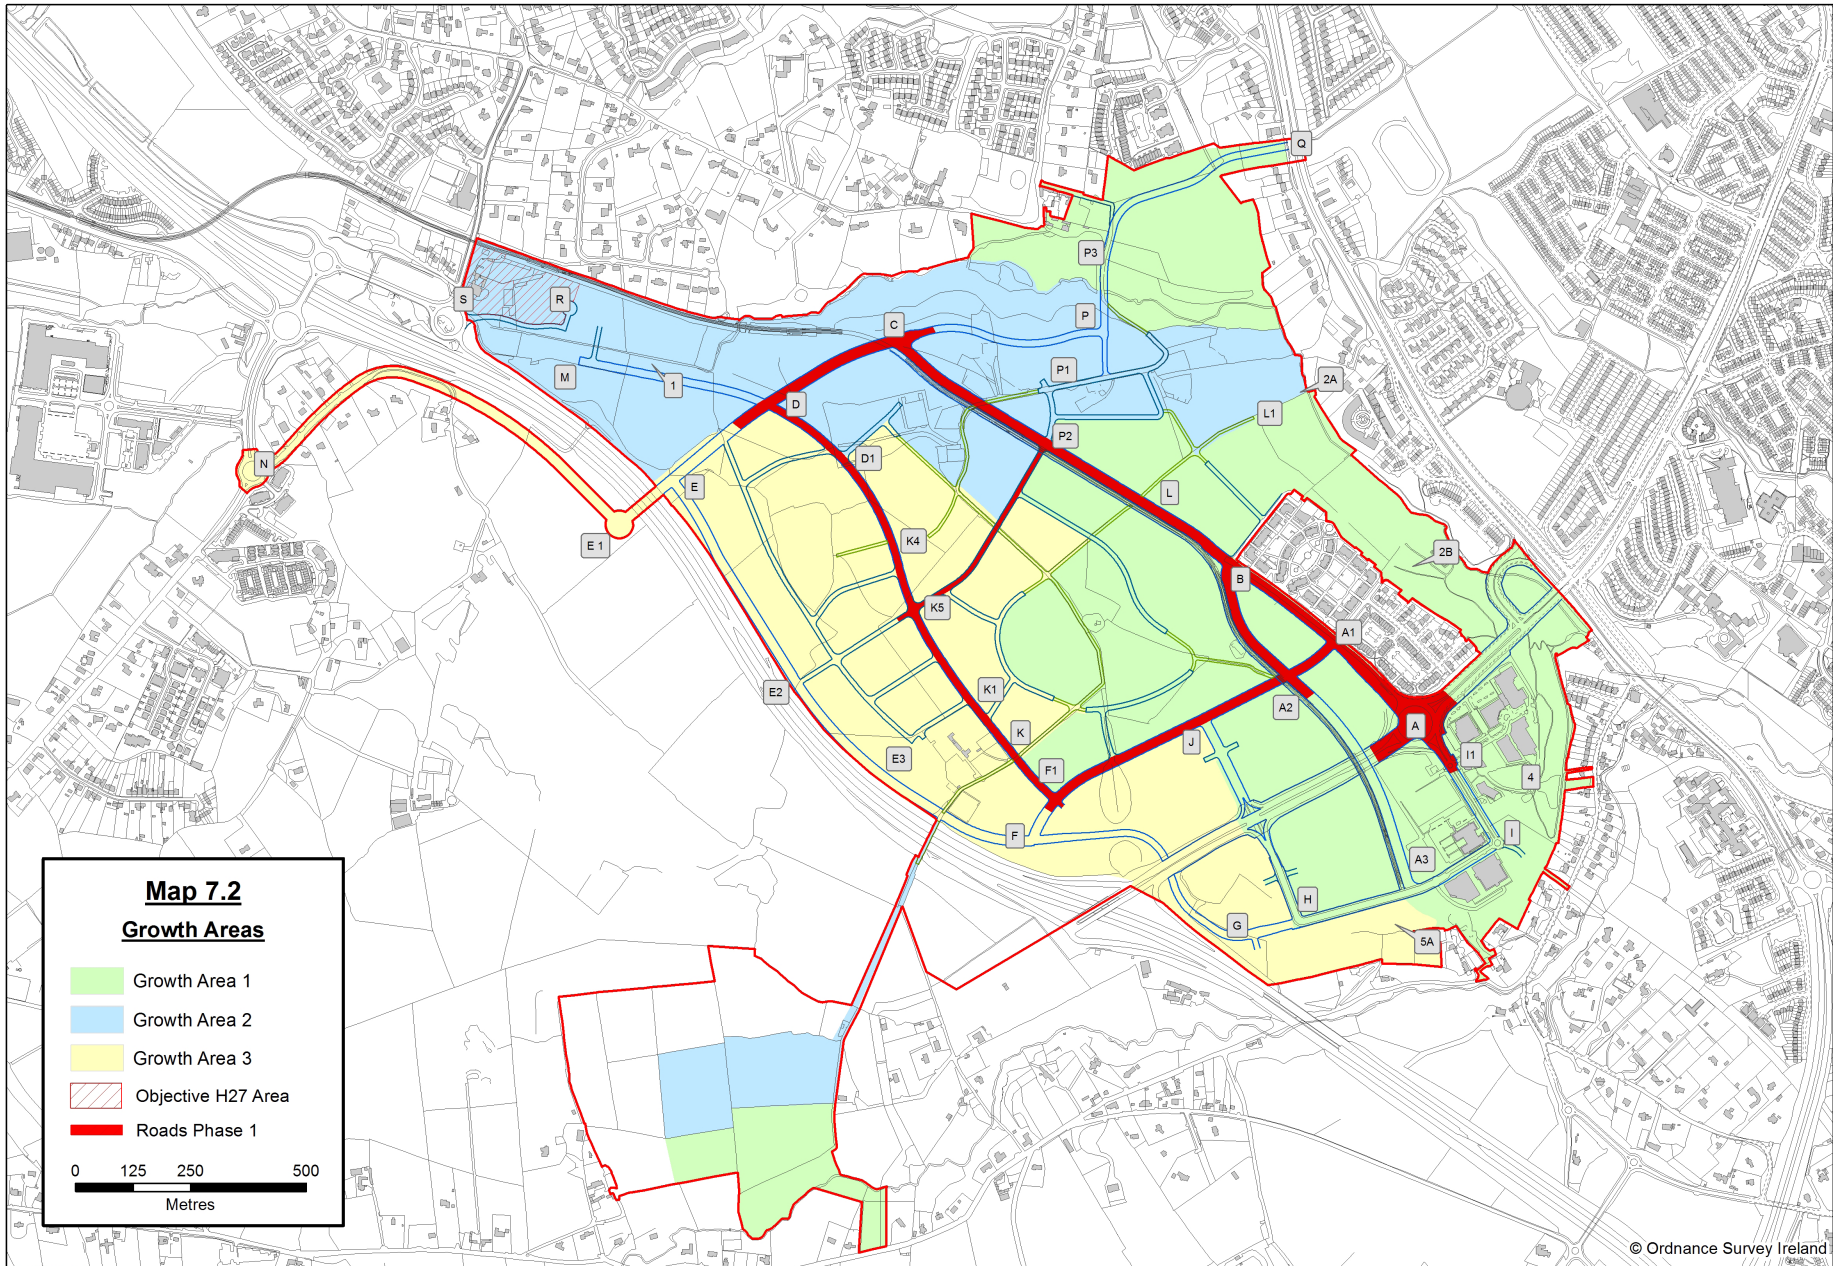 Q
P3
S
R
C
P
M
1
P1
2A
D
L1
P2
N
D1
E
L
E 1
K4
2B
B
K5
A1
E2
K1
A2
K
J
A
I1
E3
F1
4
F
I
A3
H
G
5A
Map 7.2
Growth Areas
Growth Area 1
Growth Area 2
Growth Area 3
Objective H27 Area
Roads Phase 1
0 125 250 500
Metres
© Ordnance Survey Ireland